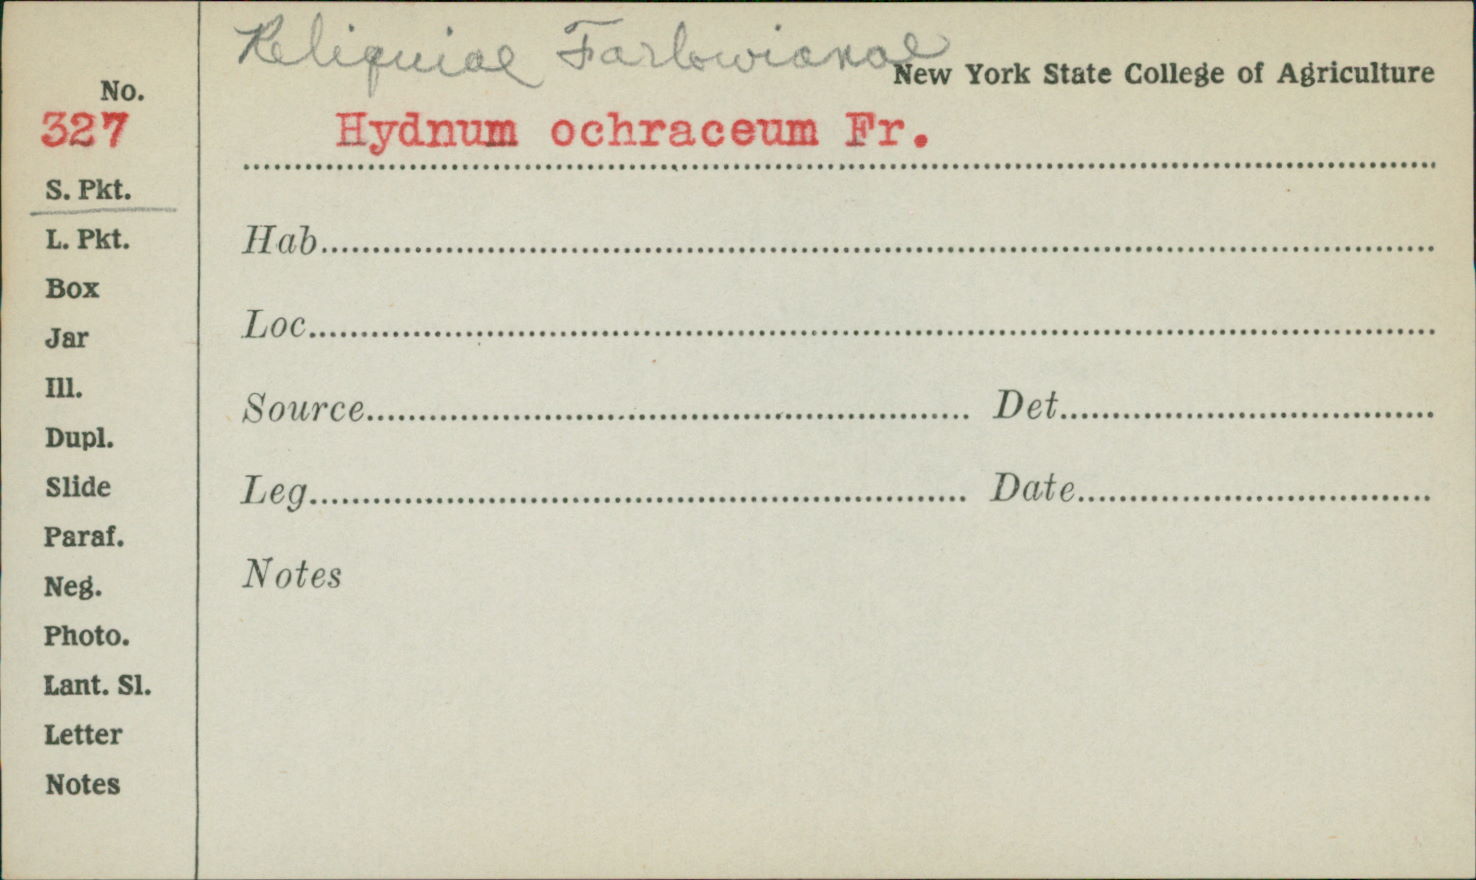 Reliquiae Farlowianae
New York State College of Agriculture
No.
327
Hydnum ochraceum Fr.
S. Pkt.
L. Pkt.
Box
Jar
Ill.
Dupl.
Slide
Paraf.
Neg.
Photo.
Lant. Sl.
Letter
Notes
Hab.
Loc.
Source Det.
Leg. Date
Notes